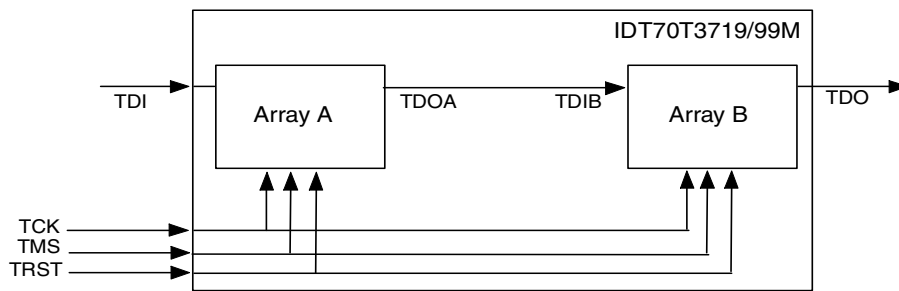 IDT70T3719/99M
TDI
Array A
TDOA
TDIB
Array B
TDO
TCK
TMS
TRST